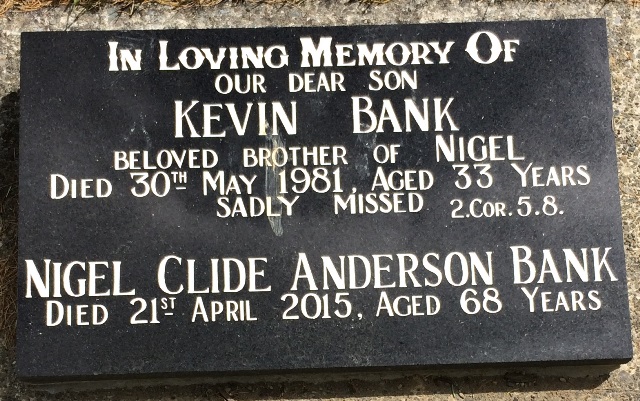 In Loving Memory Of
OUR DEAR SON
KEVIN BANK
BELOVED BROTHER OF NIGEL
DIED 30TH MAY 1981, AGED 33 YEARS
SADLY MISSED 2.COR.5.8.
NIGEL CLIDE ANDERSON BANK
DIED 21ST APRIL 2015, AGED 68 YEARS